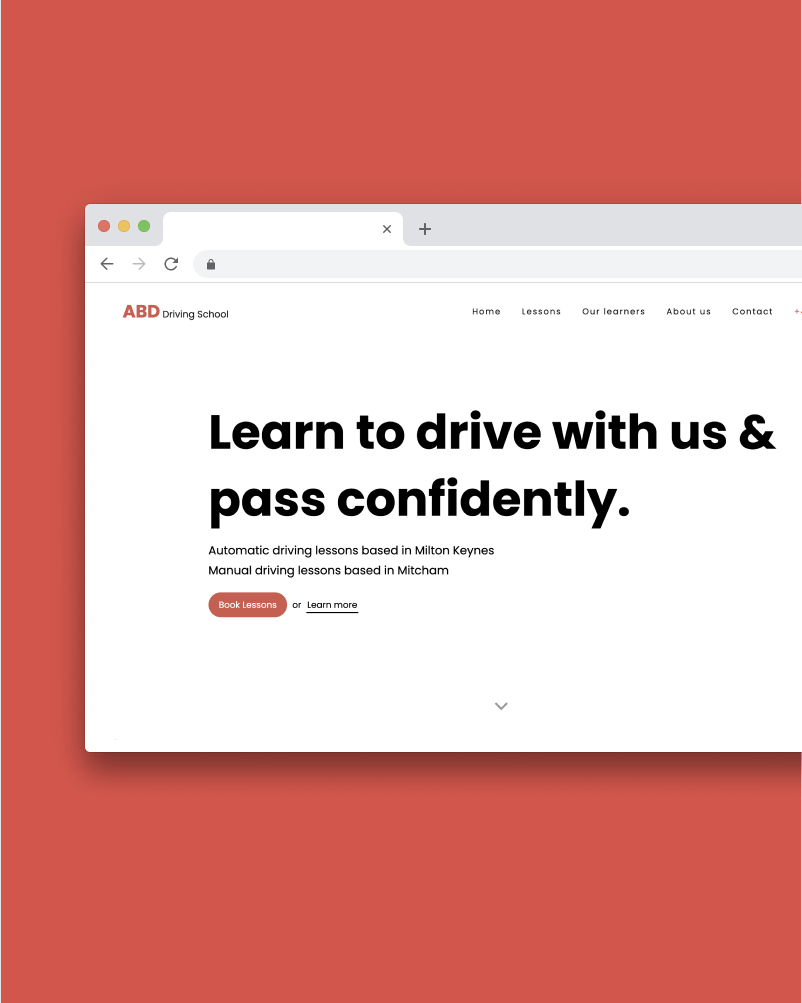 ABD Driving School
Home Lessons Our learners About us Contact
Learn to drive with us &
pass confidently.
Automatic driving lessons based in Milton Keynes
Manual driving lessons based in Mitcham
Book Lessons or Learn more